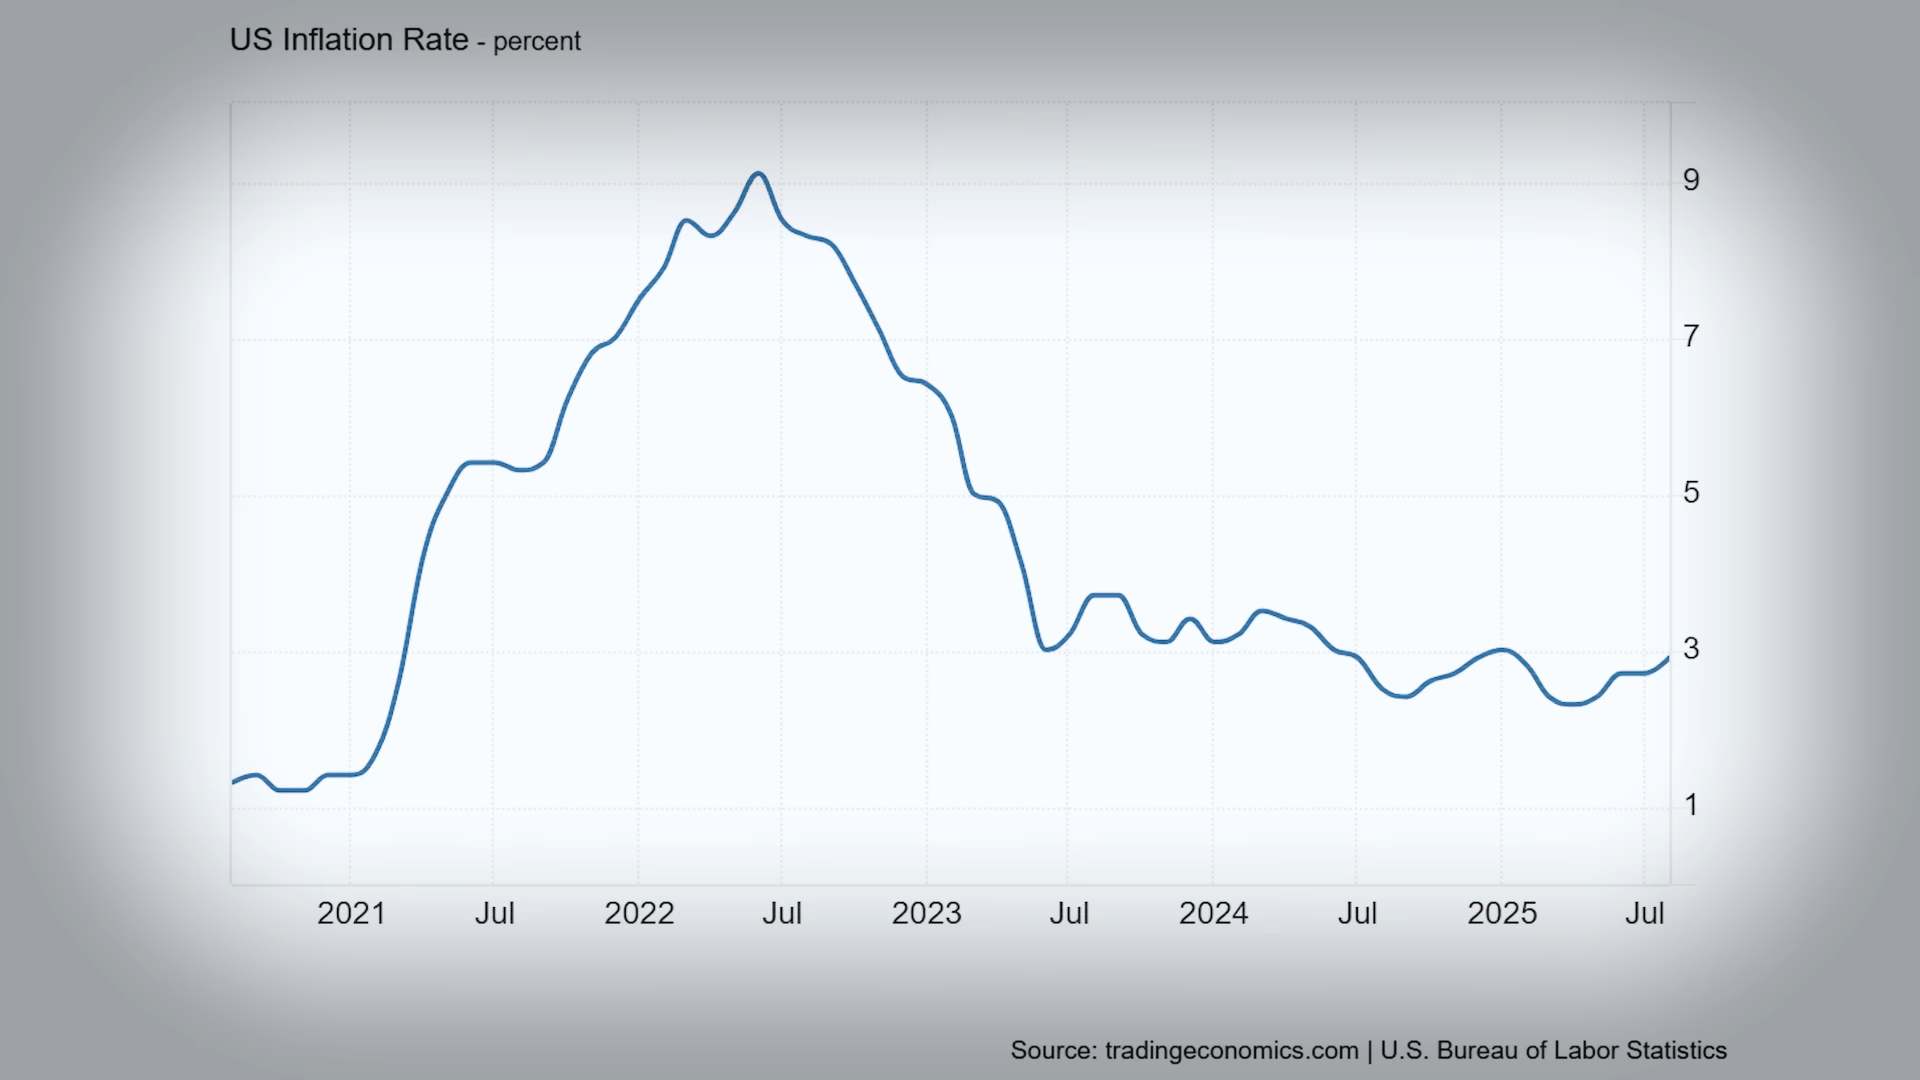 US Inflation Rate - percent
9
7
5
3
1
2021 Jul 2022 Jul 2023 Jul 2024 Jul 2025 Jul
Source: tradingeconomics.com | U.S. Bureau of Labor Statistics